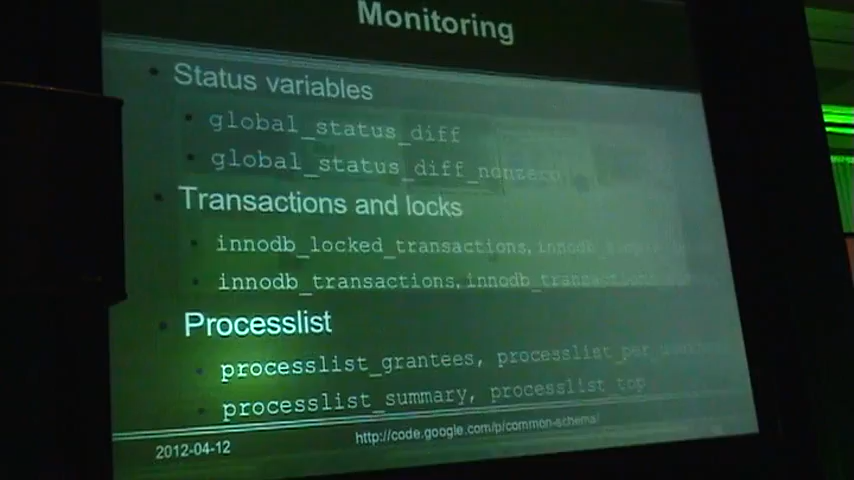 Monitoring
Status variables
global_status_diff
global_status_diff_nonzero
Transactions and locks
innodb_locked_transactions,
innodb_transactions,
Processlist
processlist_grantees,
processlist_summary, processlist_top
2012-04-12
http://code.google.com/p/common-schema/